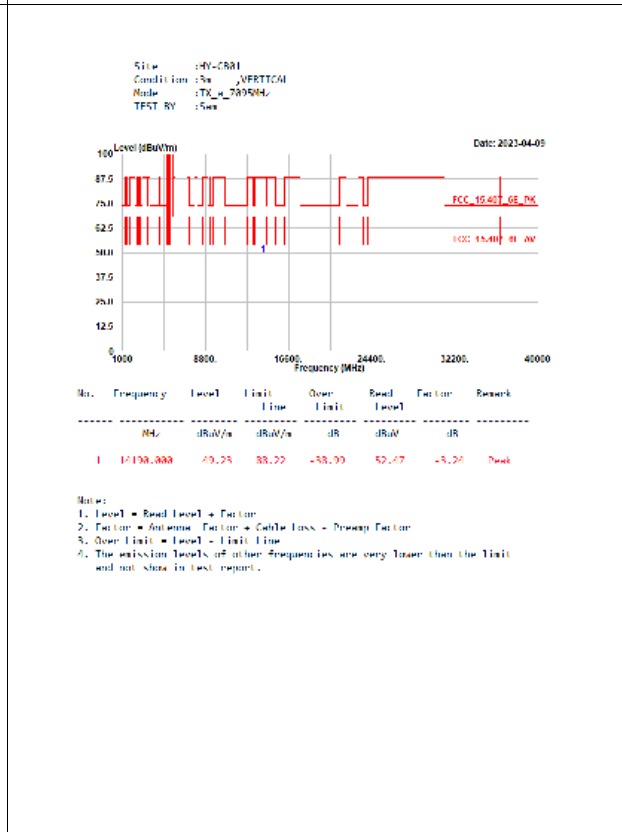 Site :HY-CB01
Condition :3m ,VERTICAL
Mode :TX_a_7095MHz
TEST BY :Sam
Level (dBuV/m) Date: 2023-04-09
100
87.5
75.0
FCC_15.407_6E_PK
62.5
FCC_15.407_6E_AV
1
50.0
37.5
25.0
12.5
0
1000 8800. 16600. 24400. 32200. 40000
Frequency (MHz)
No. Frequency Level Limit Over Read Factor Remark
Line Limit Level
MHz dBuV/m dBuV/m dB dBuV dB
1 14190.000 49.23 88.22 -38.99 52.47 -3.24 Peak
Note:
1. Level = Read Level + Factor
2. Factor = Antenna Factor + Cable Loss - Preamp Factor
3. Over Limit = Level - Limit Line
4. The emission levels of other frequencies are very lower than the limit
and not show in test report.